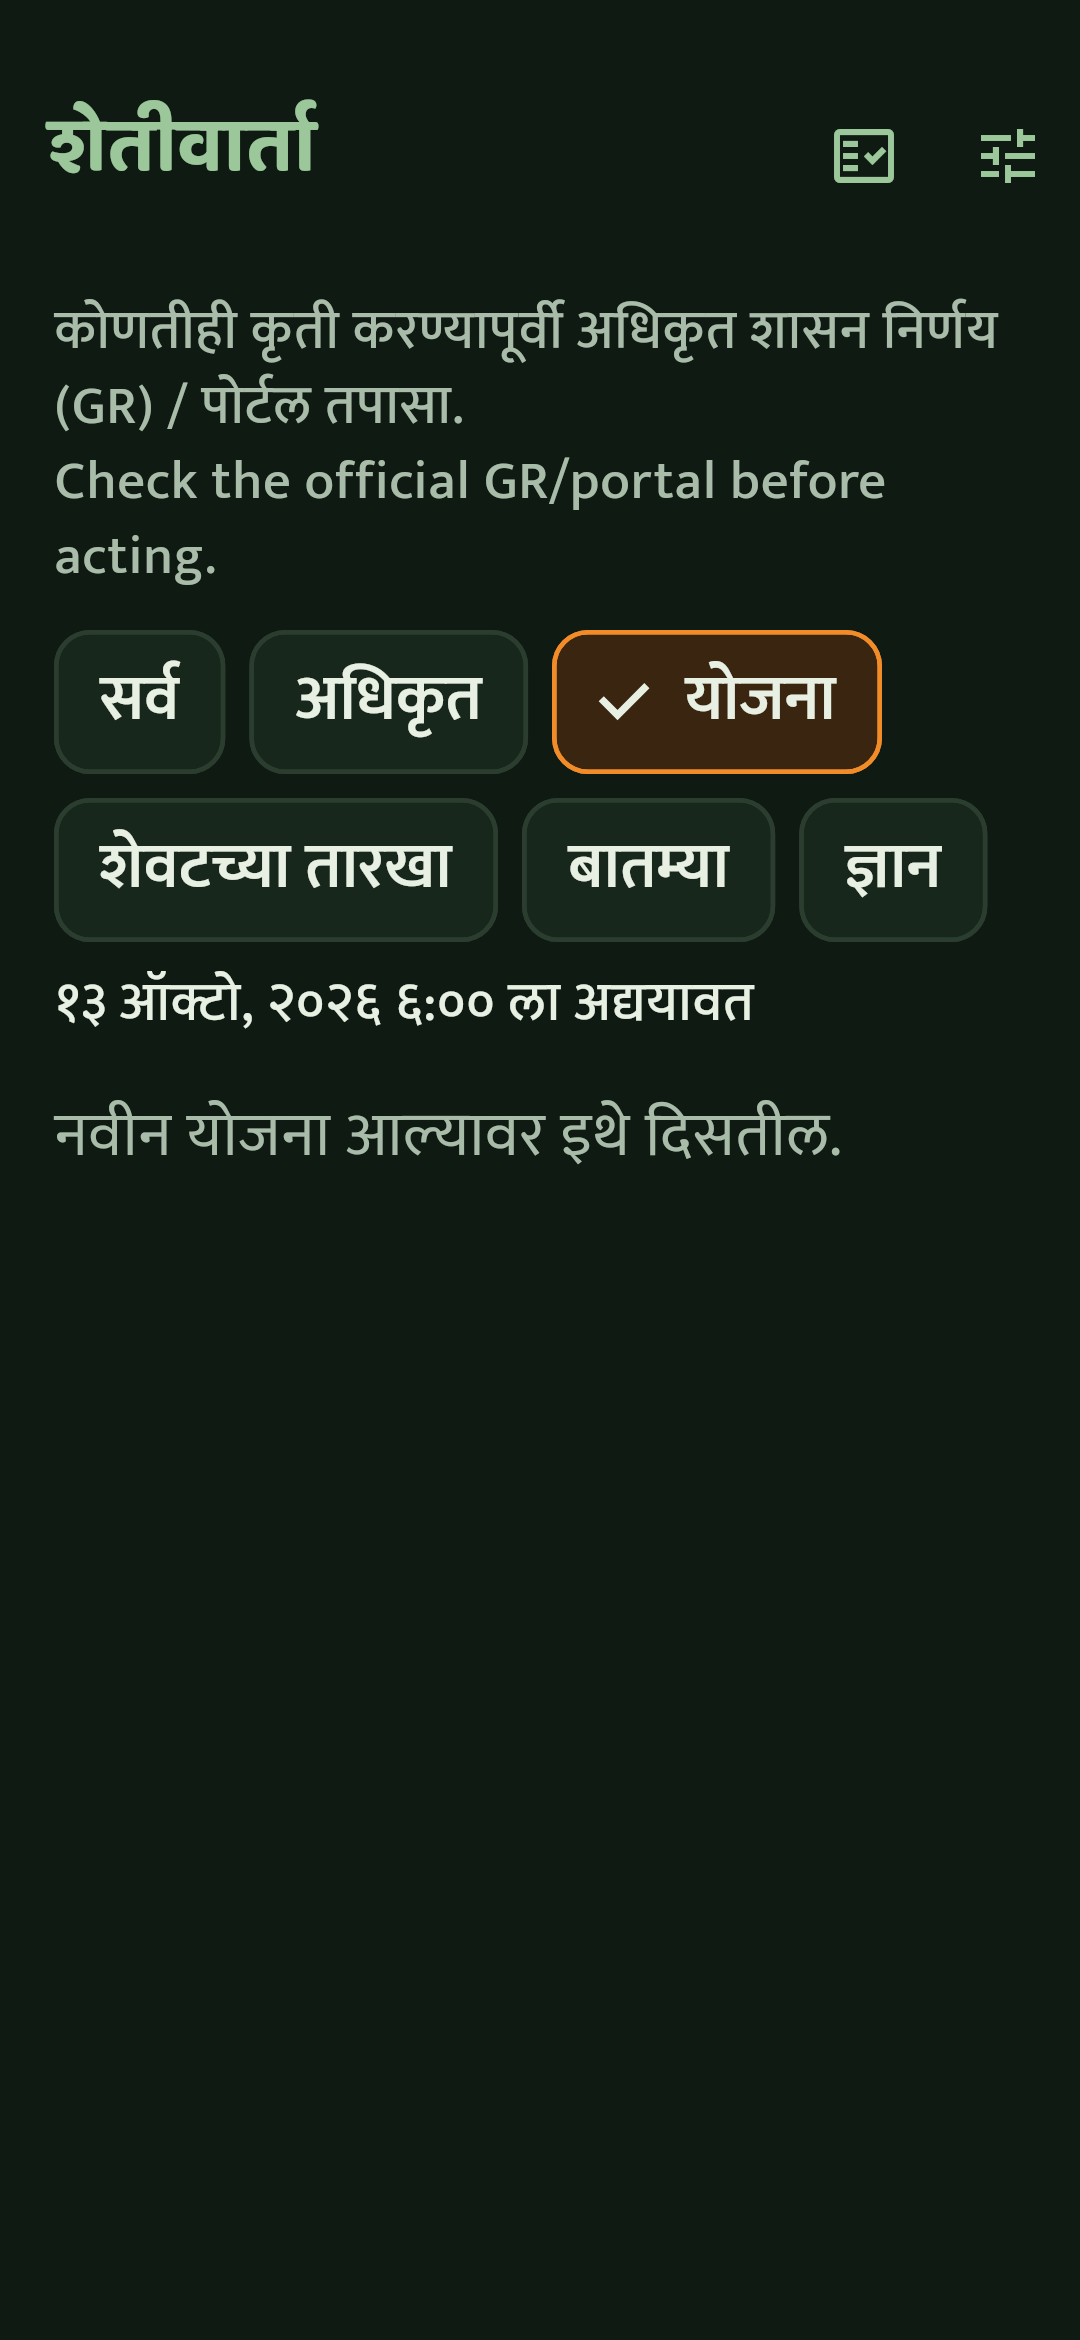 शेतीवार्ता
कोणतीही कृती करण्यापूर्वी अधिकृत शासन निर्णय
(GR) / पोर्टल तपासा.
Check the official GR/portal before
acting.
सर्व अधिकृत योजना
शेवटच्या तारखा बातम्या ज्ञान
१३ ऑक्टो, २०२६ ६:०० ला अद्ययावत
नवीन योजना आल्यावर इथे दिसतील.